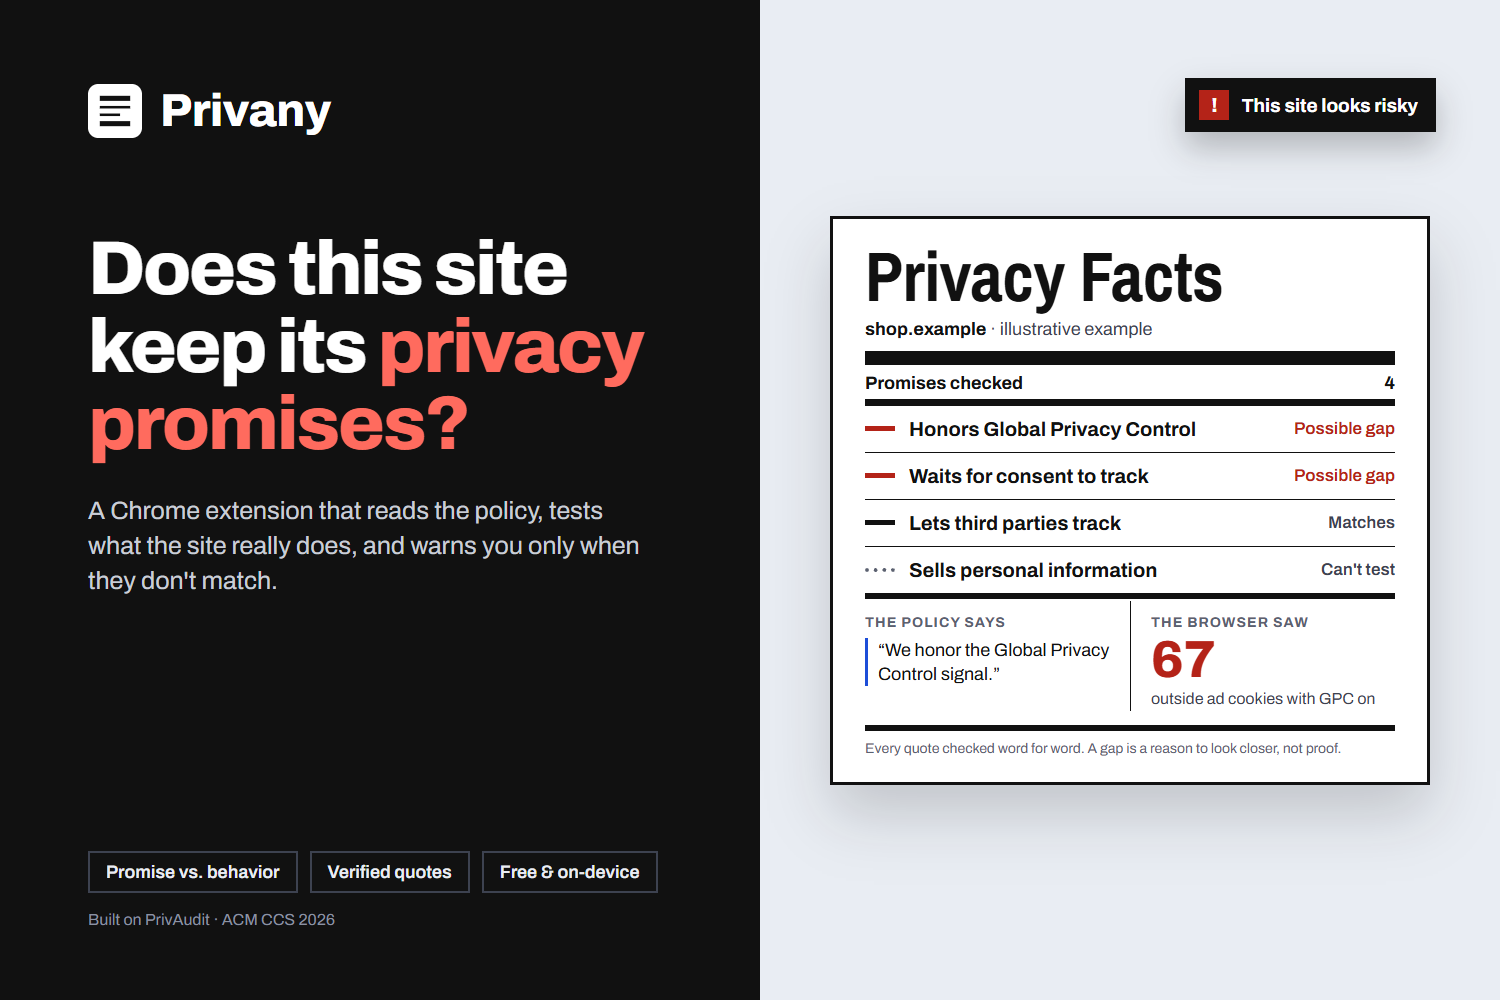 Privany
Does this site
keep its privacy
promises?
A Chrome extension that reads the policy, tests
what the site really does, and warns you only when
they don't match.
Promise vs. behavior
Verified quotes
Free & on-device
Built on PrivAudit · ACM CCS 2026
! This site looks risky
Privacy Facts
shop.example · illustrative example
Promises checked 4
Honors Global Privacy Control Possible gap
Waits for consent to track Possible gap
Lets third parties track Matches
Sells personal information Can't test
THE POLICY SAYS
“We honor the Global Privacy
Control signal.”
THE BROWSER SAW
67
outside ad cookies with GPC on
Every quote checked word for word. A gap is a reason to look closer, not proof.